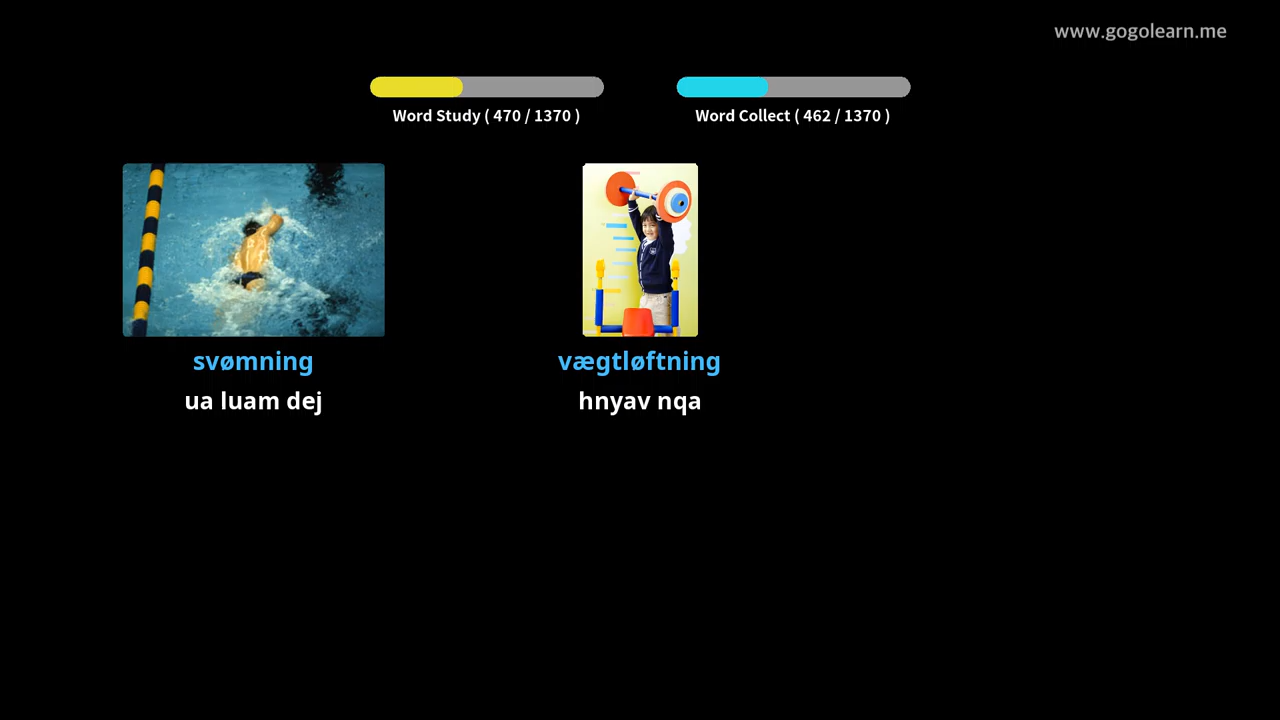 www.gogolearn.me
Word Study ( 470 / 1370 )
Word Collect ( 462 / 1370 )
svømning
vægtløftning
ua luam dej
hnyav nqa